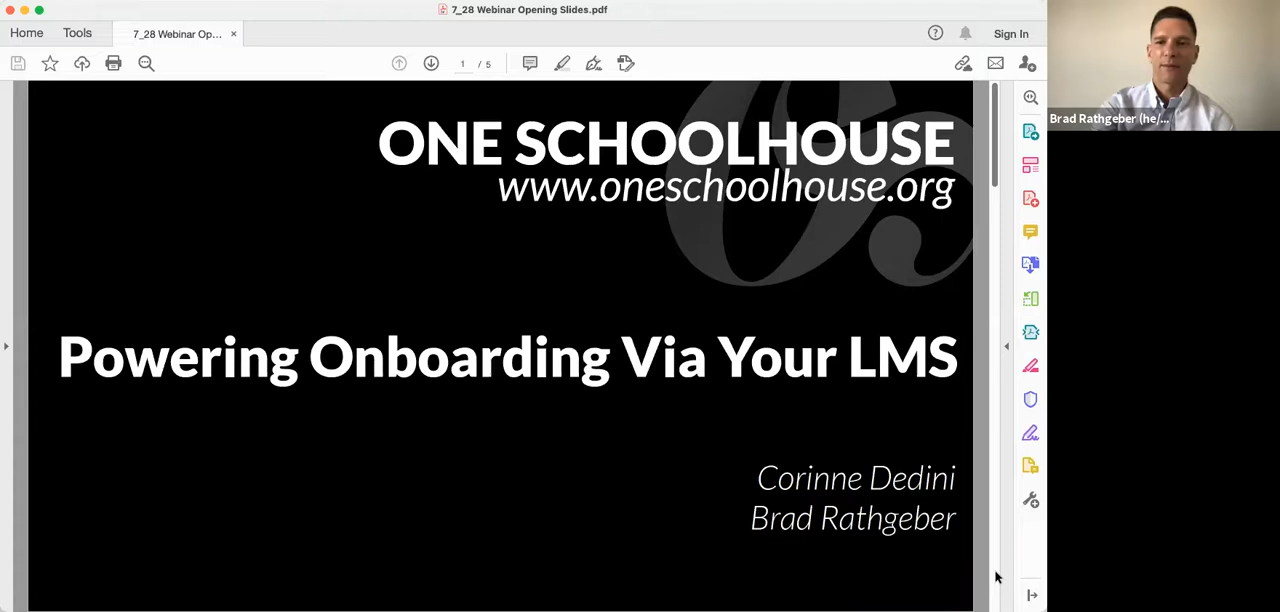 7_28 Webinar Opening Slides.pdf
Home Tools 7_28 Webinar Op... × Sign In
1 / 5
Brad Rathgeber (he/...
ONE SCHOOLHOUSE
www.oneschoolhouse.org
Powering Onboarding Via Your LMS
Corinne Dedini
Brad Rathgeber